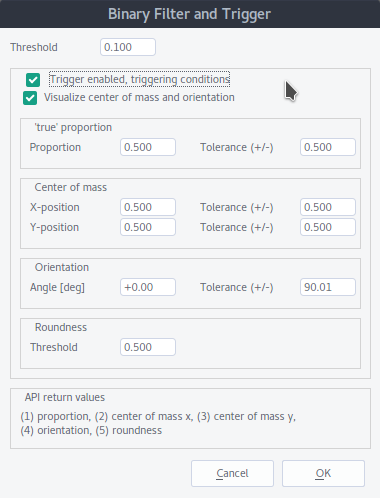 Binary Filter and Trigger
Threshold 0.100
Trigger enabled, triggering conditions
Visualize center of mass and orientation
'true' proportion
Proportion 0.500 Tolerance (+/-) 0.500
Center of mass
X-position 0.500 Tolerance (+/-) 0.500
Y-position 0.500 Tolerance (+/-) 0.500
Orientation
Angle [deg] +0.00 Tolerance (+/-) 90.01
Roundness
Threshold 0.500
API return values
(1) proportion, (2) center of mass x, (3) center of mass y,
(4) orientation, (5) roundness
Cancel OK